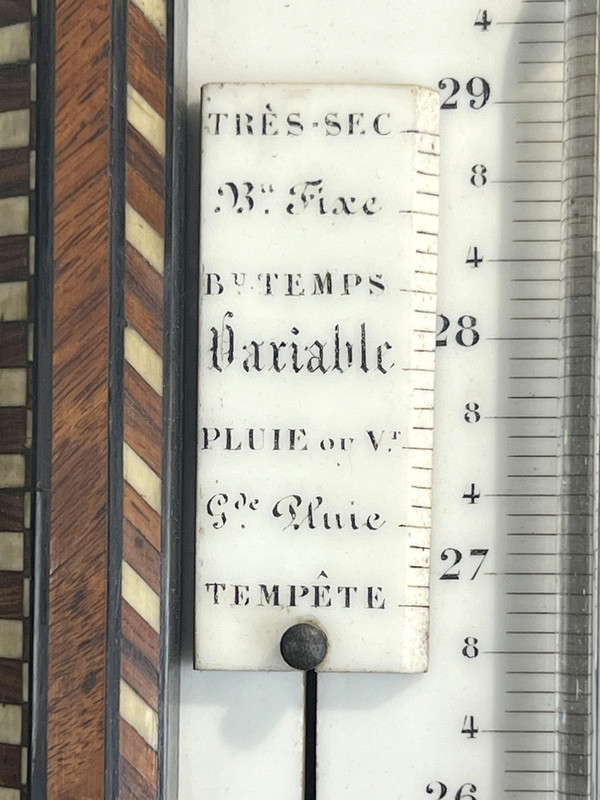 4
29
TRÈS-SEC
8
Bᵘ Fixe
4
Bᵘ TEMPS
28
Variable
8
PLUIE ou Vᵗ
4
Gᵈᵉ Pluie
27
TEMPÊTE
8
4
26